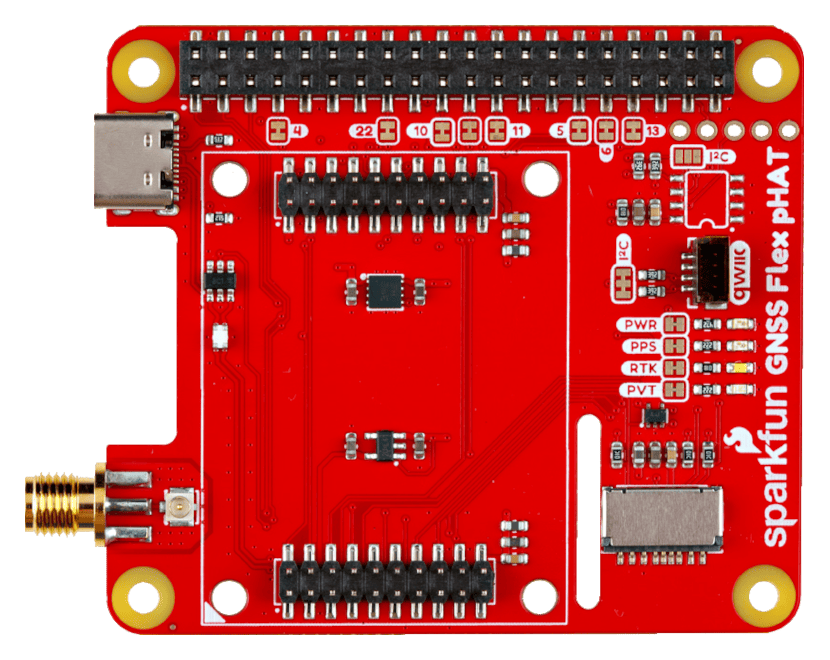 4
22
10
11
5
6
13
I²C
I²C
qwiic
PWR
PPS
RTK
PVT
sparkfun GNSS Flex pHAT